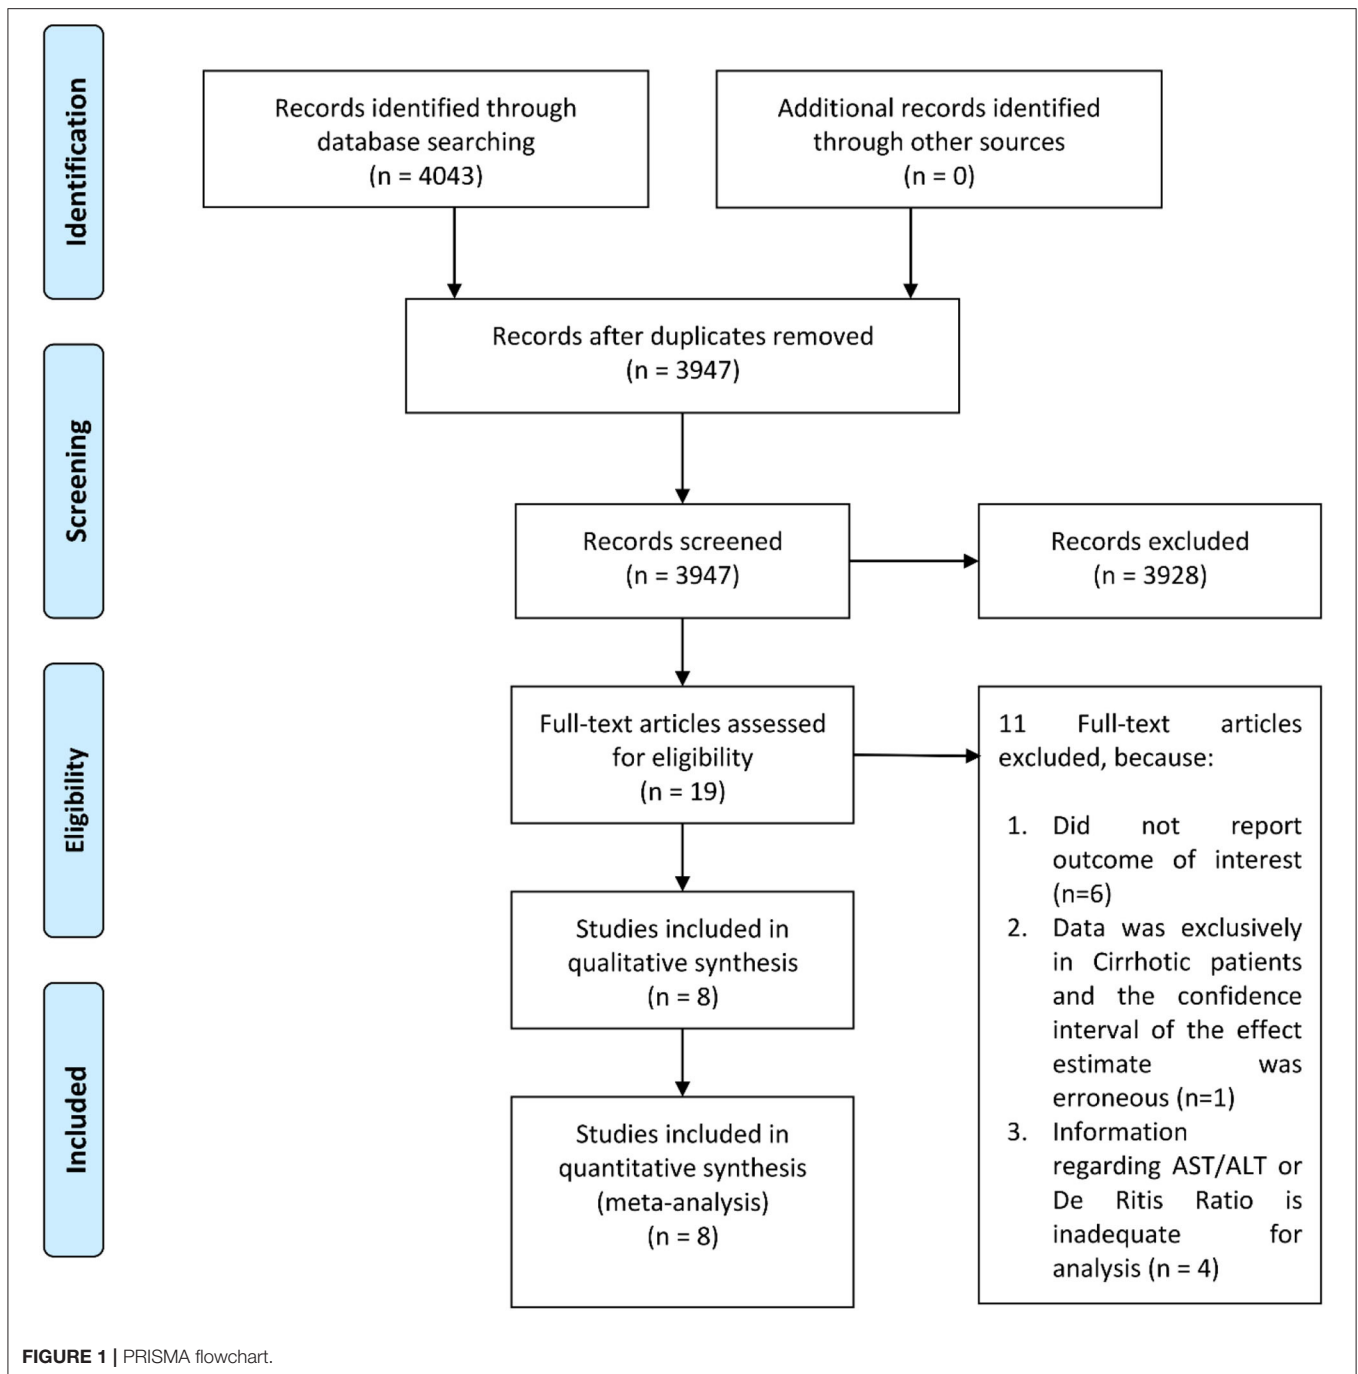 Identification
Records identified through
database searching
(n = 4043)
Additional records identified
through other sources
(n = 0)
Records after duplicates removed
(n = 3947)
Screening
Records screened
(n = 3947)
Records excluded
(n = 3928)
Eligibility
Full-text articles assessed
for eligibility
(n = 19)
11 Full-text articles
excluded, because:
1. Did not report
outcome of interest
(n=6)
2. Data was exclusively
in Cirrhotic patients
and the confidence
interval of the effect
estimate was
erroneous (n=1)
3. Information
regarding AST/ALT or
De Ritis Ratio is
inadequate for
analysis (n = 4)
Studies included in
qualitative synthesis
(n = 8)
Included
Studies included in
quantitative synthesis
(meta-analysis)
(n = 8)
FIGURE 1 | PRISMA flowchart.